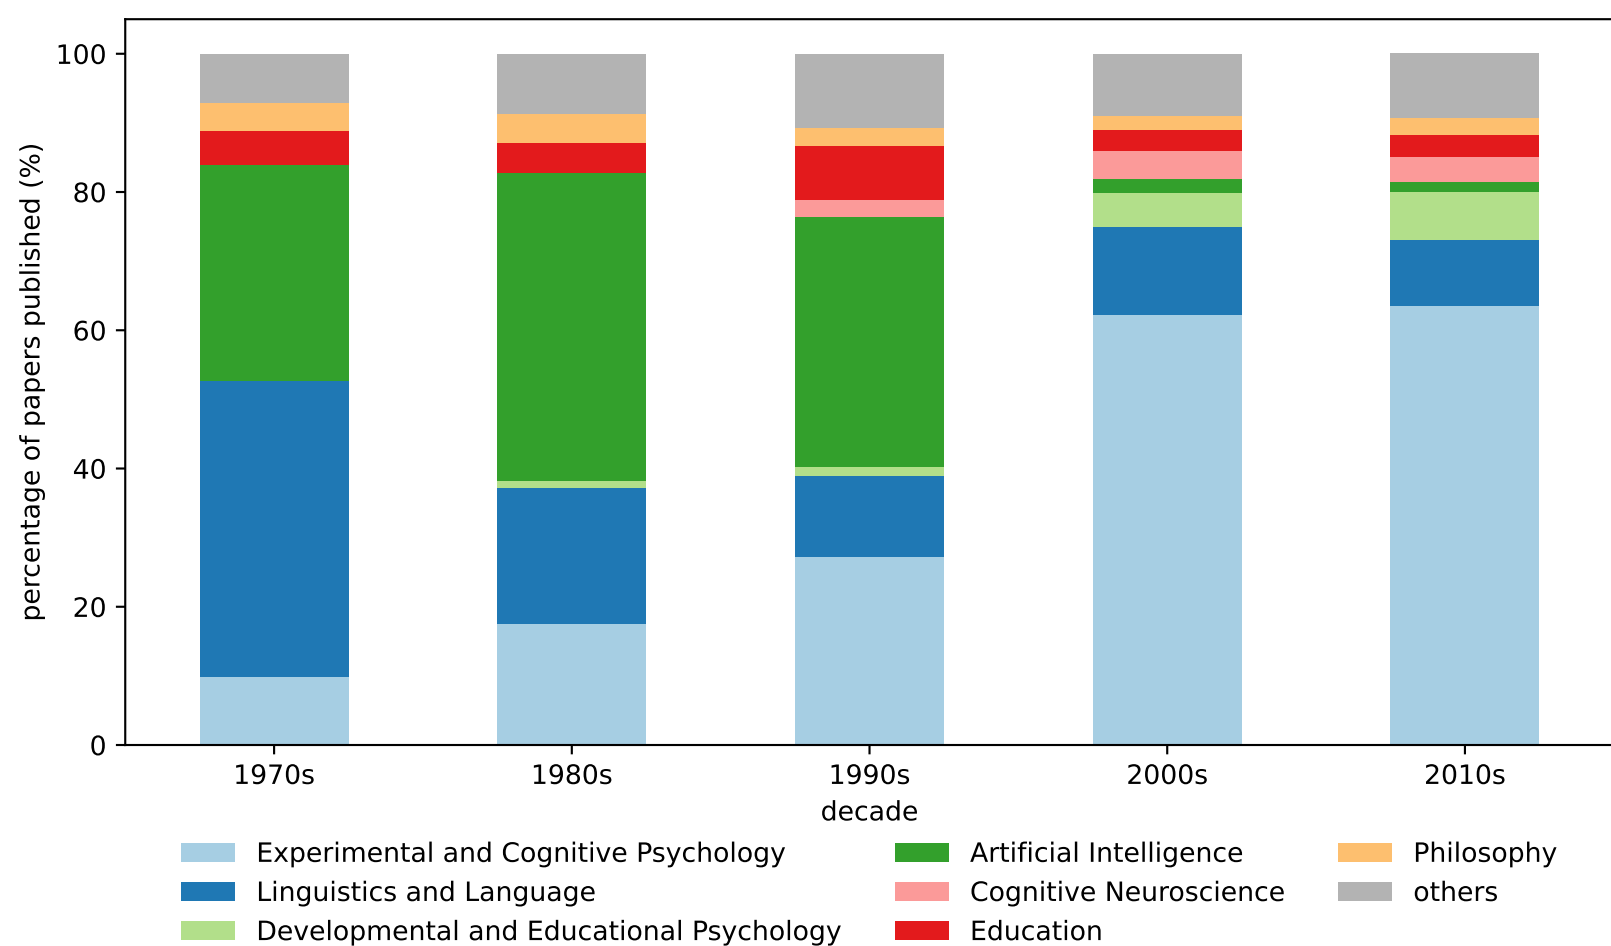 percentage of papers published (%)
100
80
60
40
20
0
1970s
1980s
1990s
2000s
2010s
decade
Experimental and Cognitive Psychology
Linguistics and Language
Developmental and Educational Psychology
Artificial Intelligence
Cognitive Neuroscience
Education
Philosophy
others